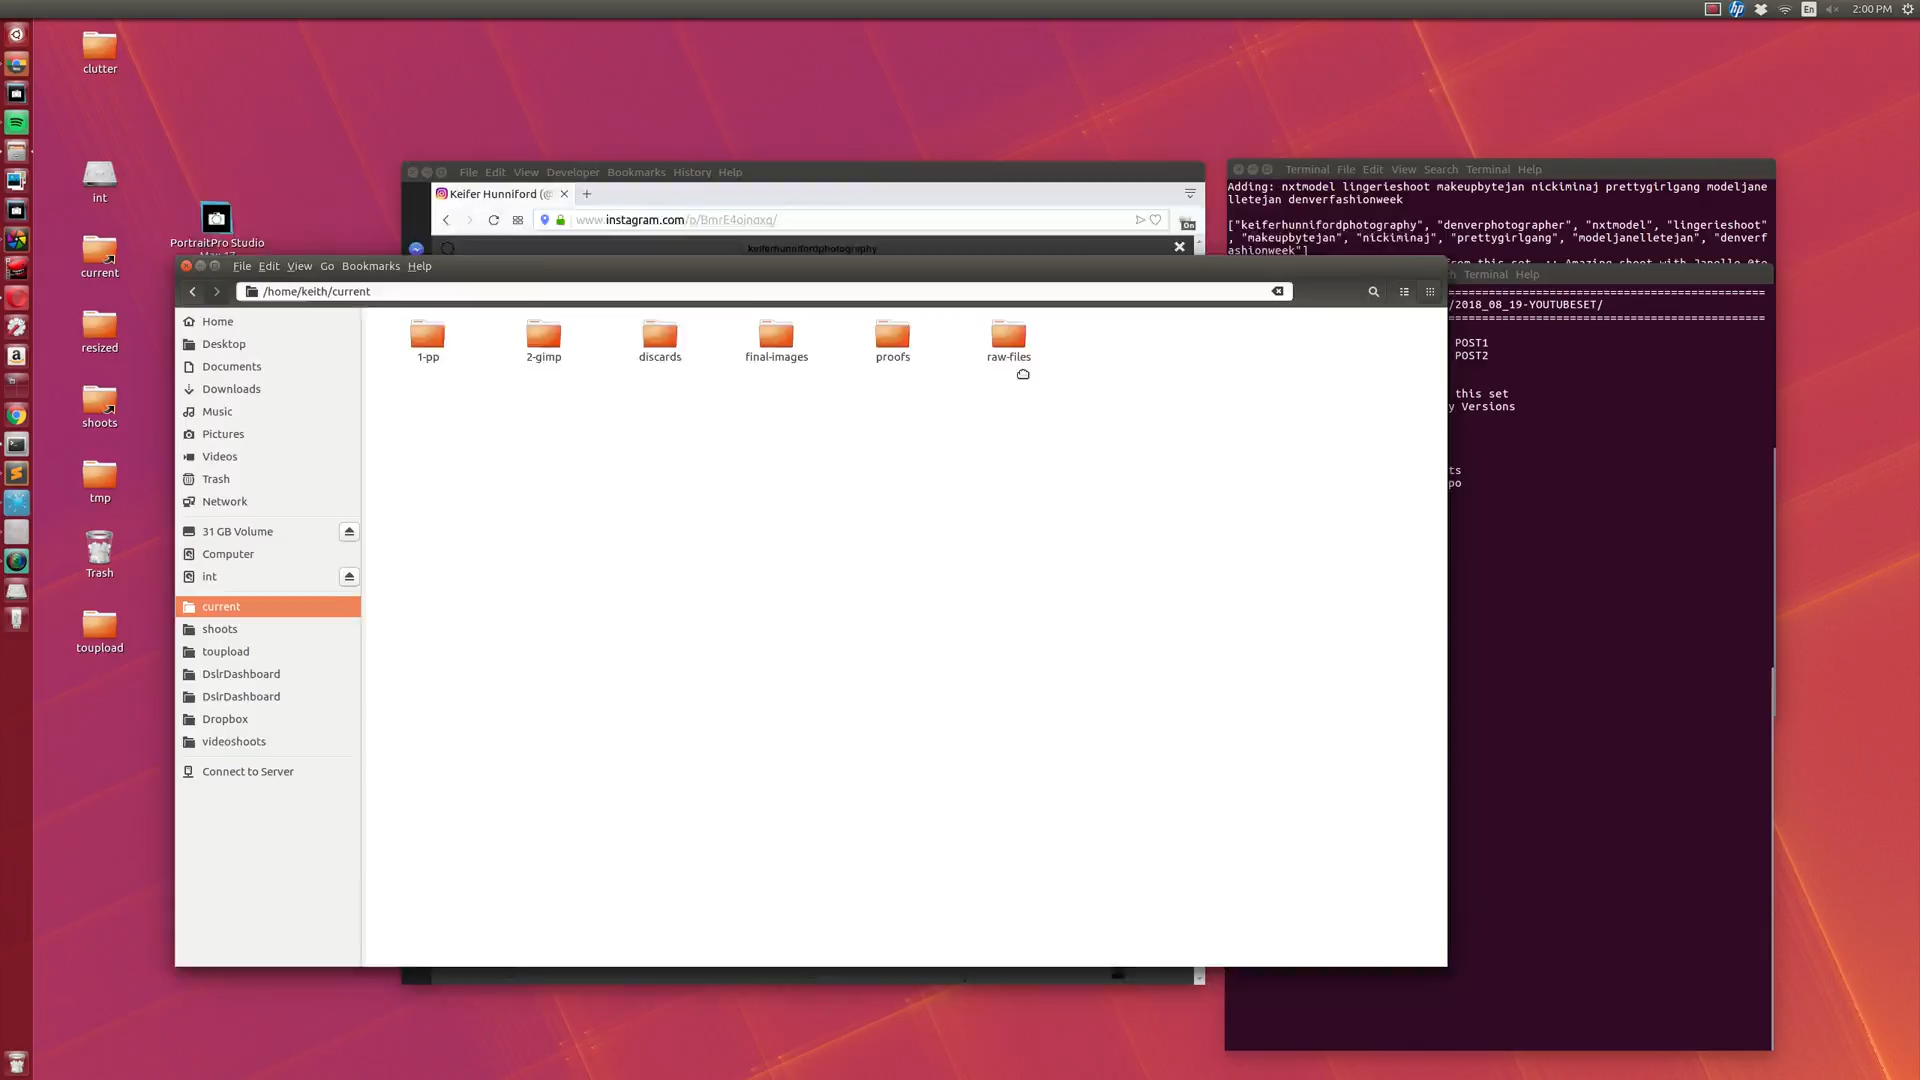 En
2:00 PM
clutter
int
PortraitPro Studio
current
resized
shoots
tmp
Trash
toupload
File Edit View Developer Bookmarks History Help
Keifer Hunniford (@
www.instagram.com/p/BmrE4ojnaxq/
On
keiferhunnifordphotography
Terminal File Edit View Search Terminal Help
Adding: nxtmodel lingerieshoot makeupbytejan nickiminaj prettygirlgang modeljane
lletejan denverfashionweek
["keiferhunnifordphotography", "denverphotographer", "nxtmodel", "lingerieshoot"
, "makeupbytejan", "nickiminaj", "prettygirlgang", "modeljanelletejan", "denverf
ashionweek"]
h Terminal Help
/2018_08_19-YOUTUBESET/
POST1
POST2
this set
y Versions
ts
po
File Edit View Go Bookmarks Help
/home/keith/current
Home
Desktop
Documents
Downloads
Music
Pictures
Videos
Trash
Network
31 GB Volume
Computer
int
current
shoots
toupload
DslrDashboard
DslrDashboard
Dropbox
videoshoots
Connect to Server
1-pp
2-gimp
discards
final-images
proofs
raw-files